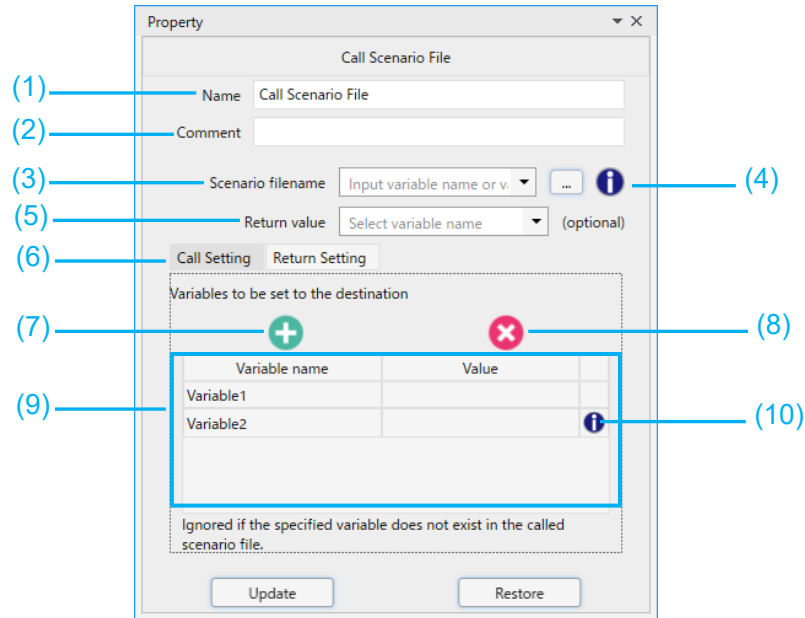 Property
Call Scenario File
(1)
Name
Call Scenario File
(2)
Comment
(3)
Scenario filename
Input variable name or v
...
(4)
(5)
Return value
Select variable name
(optional)
(6)
Call Setting
Return Setting
Variables to be set to the destination
(7)
(8)
Variable name
Value
(9)
Variable1
Variable2
(10)
Ignored if the specified variable does not exist in the called
scenario file.
Update
Restore